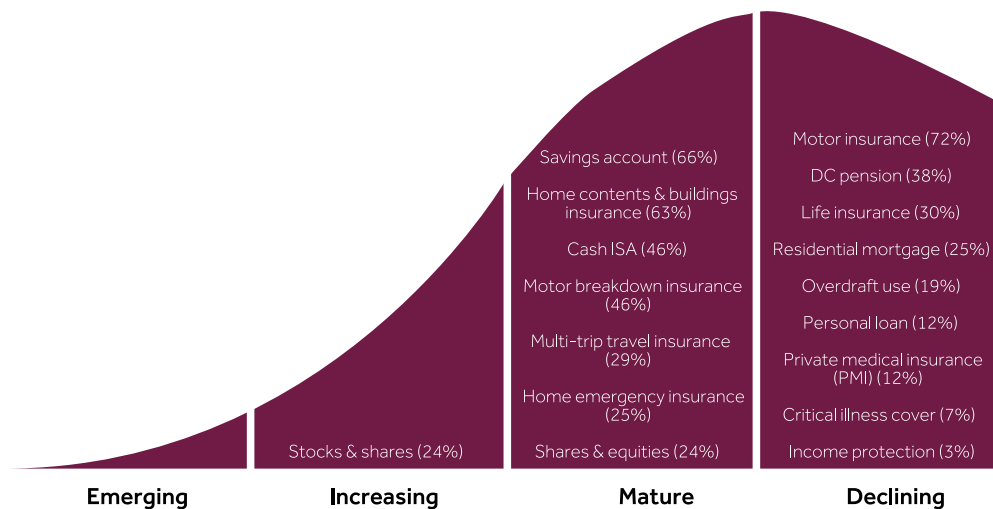 Stocks & shares (24%)
Savings account (66%)
Home contents & buildings
insurance (63%)
Cash ISA (46%)
Motor breakdown insurance
(46%)
Multi-trip travel insurance
(29%)
Home emergency insurance
(25%)
Shares & equities (24%)
Motor insurance (72%)
DC pension (38%)
Life insurance (30%)
Residential mortgage (25%)
Overdraft use (19%)
Personal loan (12%)
Private medical insurance
(PMI) (12%)
Critical illness cover (7%)
Income protection (3%)
Emerging
Increasing
Mature
Declining